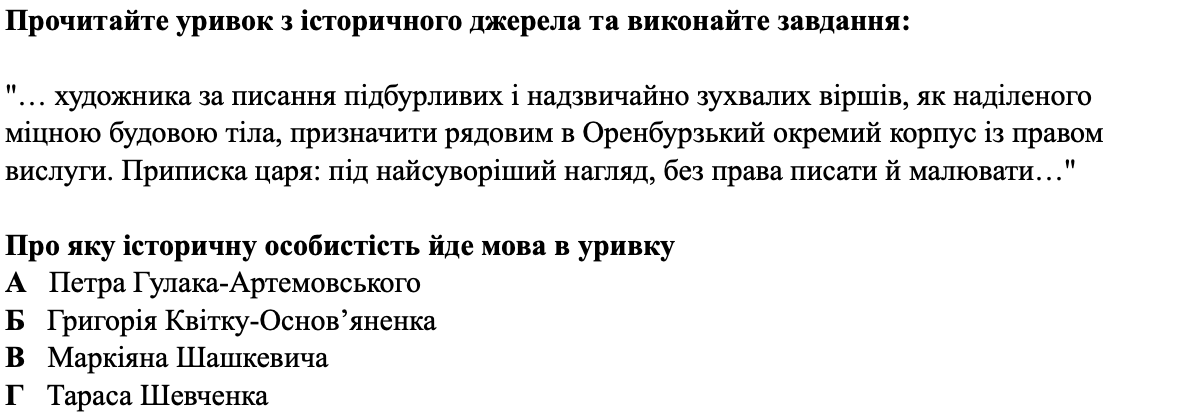 Прочитайте уривок з історичного джерела та виконайте завдання:
"… художника за писання підбурливих і надзвичайно зухвалих віршів, як наділеного
міцною будовою тіла, призначити рядовим в Оренбурзький окремий корпус із правом
вислуги. Приписка царя: під найсуворіший нагляд, без права писати й малювати…"
Про яку історичну особистість йде мова в уривку
А Петра Гулака-Артемовського
Б Григорія Квітку-Основ’яненка
В Маркіяна Шашкевича
Г Тараса Шевченка